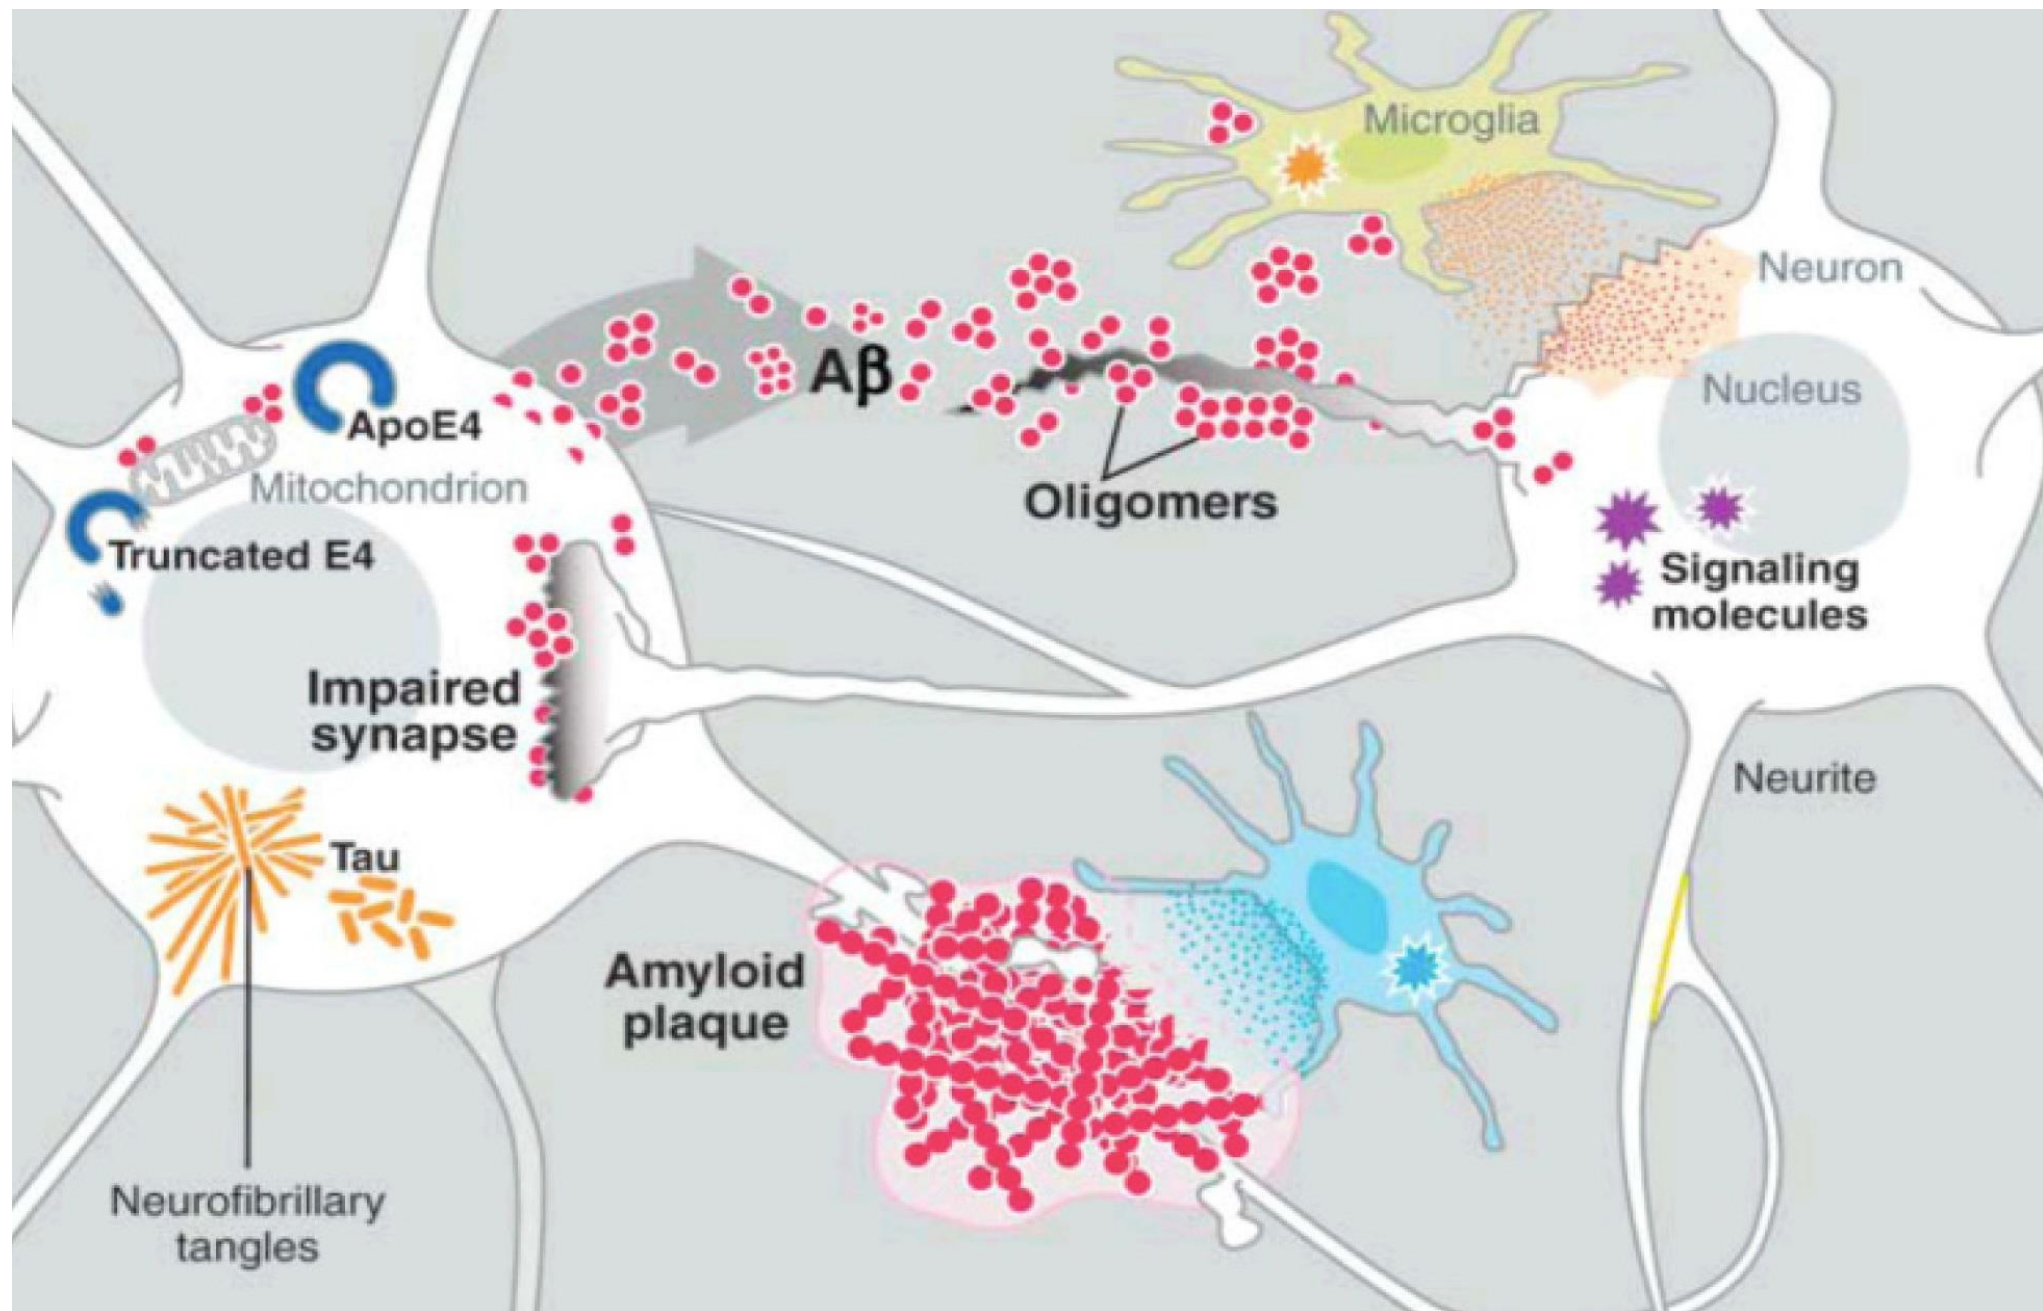 Microglia
Neuron
Nucleus
Aβ
ApoE4
Mitochondrion
Oligomers
Truncated E4
Signaling
molecules
Impaired
synapse
Neurite
Tau
Amyloid
plaque
Neurofibrillary
tangles